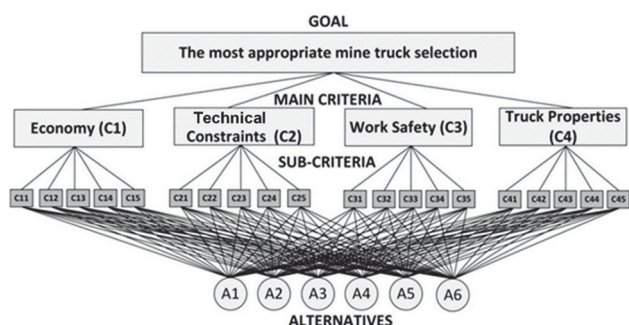 GOAL
The most appropriate mine truck selection
MAIN CRITERIA
Economy (C1)
Technical
Constraints (C2)
Work Safety (C3)
Truck Properties
(C4)
SUB-CRITERIA
C11 C12 C13 C14 C15 C21 C22 C23 C24 C25 C31 C32 C33 C34 C35 C41 C42 C43 C44 C45
A1 A2 A3 A4 A5 A6
ALTERNATIVES